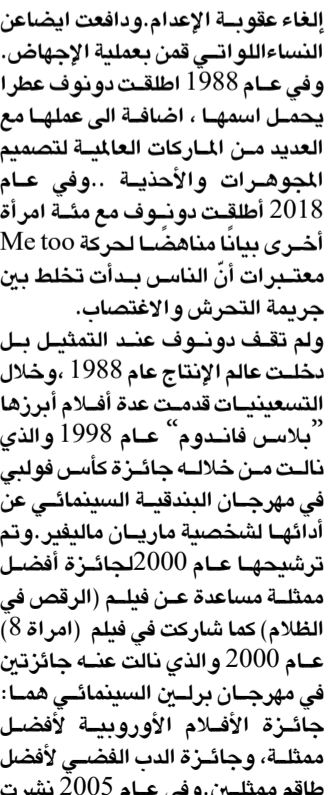 إلغاء عقوبة الإعدام.ودافعت ايضاعن
النساءاللواتي قمن بعملية الإجهاض.
وفي عام 1988 اطلقت دونوف عطرا
يحمل اسمها ، اضافة الى عملها مع
العديد من الماركات العالمية لتصميم
المجوهرات والأحذية ..وفي عام
2018 أطلقت دونوف مع مئة امرأة
أخرى بيانًا مناهضًا لحركة Me too
معتبرات أنّ الناس بدأت تخلط بين
جريمة التحرش والاغتصاب.
ولم تقف دونوف عند التمثيل بل
دخلت عالم الإنتاج عام 1988 ،وخلال
التسعينيات قدمت عدة أفلام أبرزها
“بلاس فاندوم“ عام 1998 والذي
نالت من خلاله جائزة كأس فولبي
في مهرجان البندقية السينمائي عن
أدائها لشخصية ماريان ماليفير.وتم
ترشيحها عام 2000لجائزة أفضل
ممثلة مساعدة عن فيلم (الرقص في
الظلام) كما شاركت في فيلم (امراة 8)
عام 2000 والذي نالت عنه جائزتين
في مهرجان برلين السينمائي هما:
جائزة الأفلام الأوروبية لأفضل
ممثلة، وجائزة الدب الفضي لأفضل
طاقم ممثلين.وفي عام 2005 نشرت